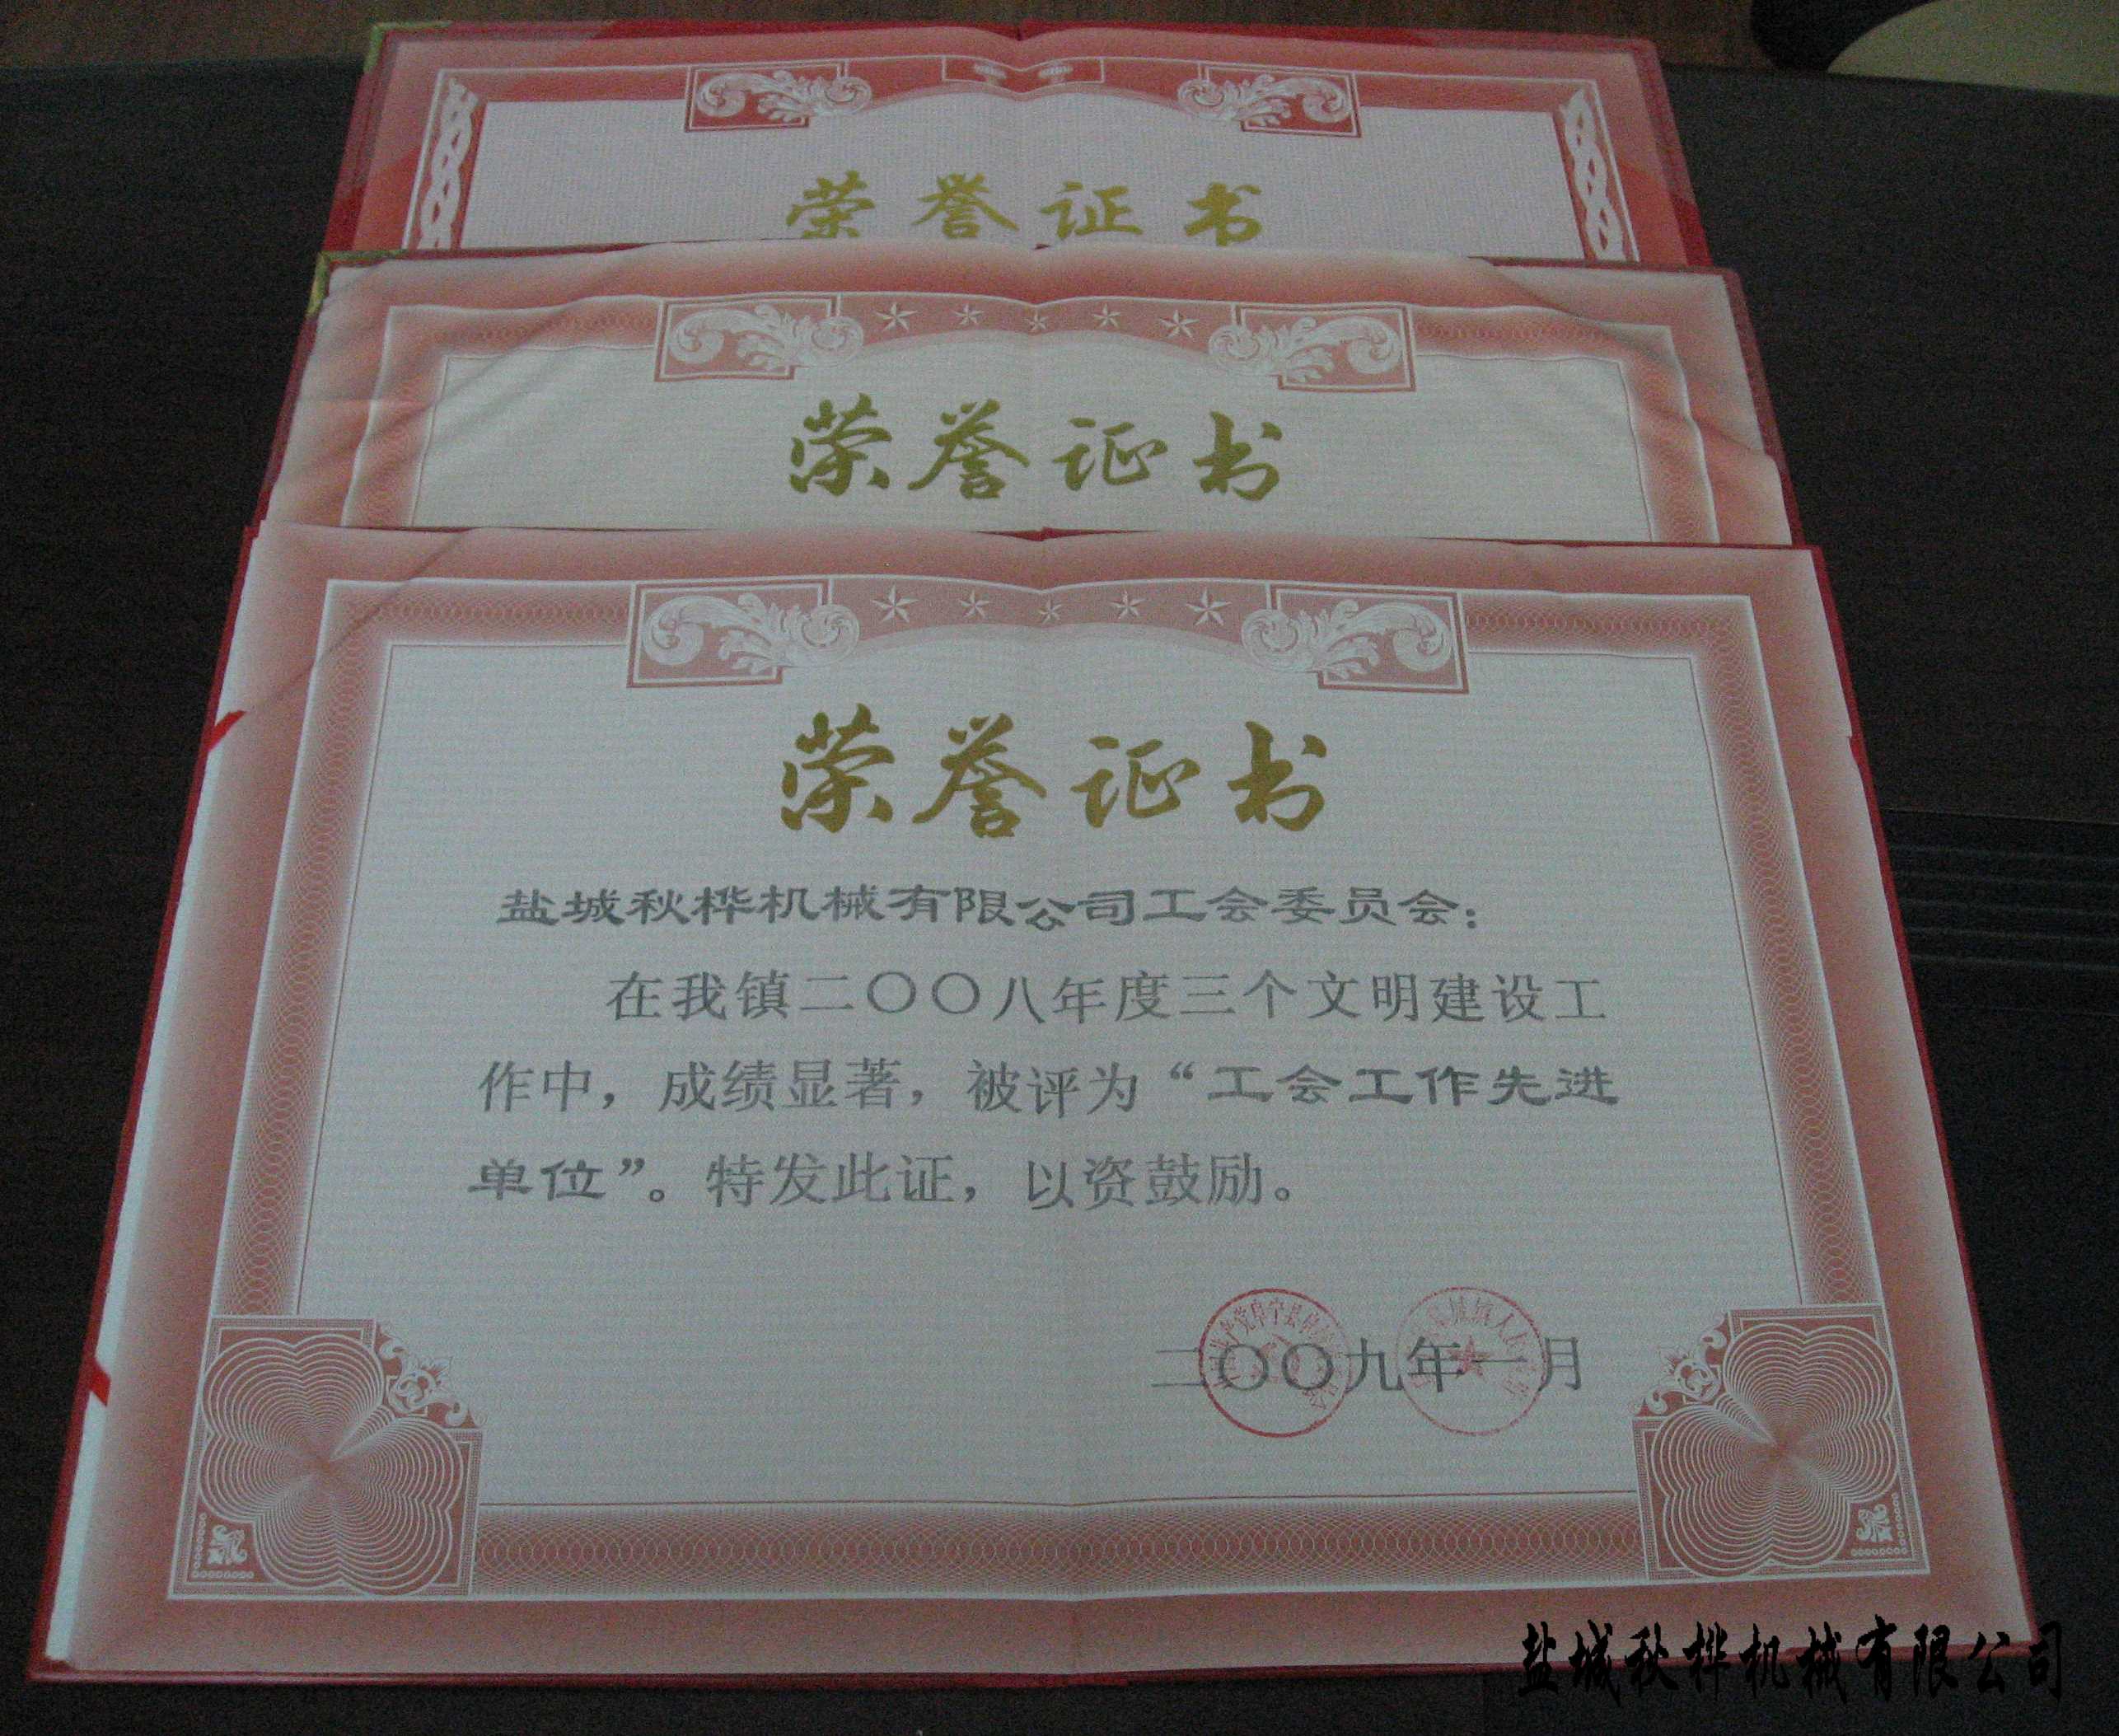 荣誉证书
荣誉证书
荣誉证书
盐城秋桦机械有限公司工会委员会：
在我镇二〇〇八年度三个文明建设工
作中，成绩显著，被评为“工会工作先进
单位”。特发此证，以资鼓励。
二〇〇九年一月
盐城秋桦机械有限公司